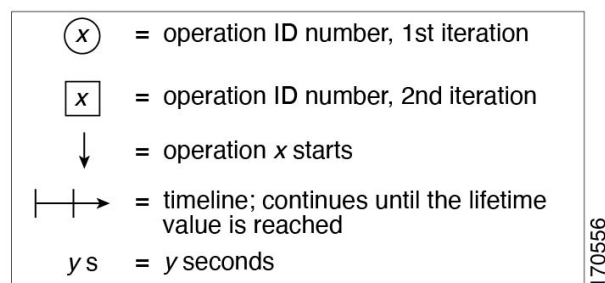 x = operation ID number, 1st iteration
x = operation ID number, 2nd iteration
= operation x starts
= timeline; continues until the lifetime
value is reached
y s = y seconds
170556